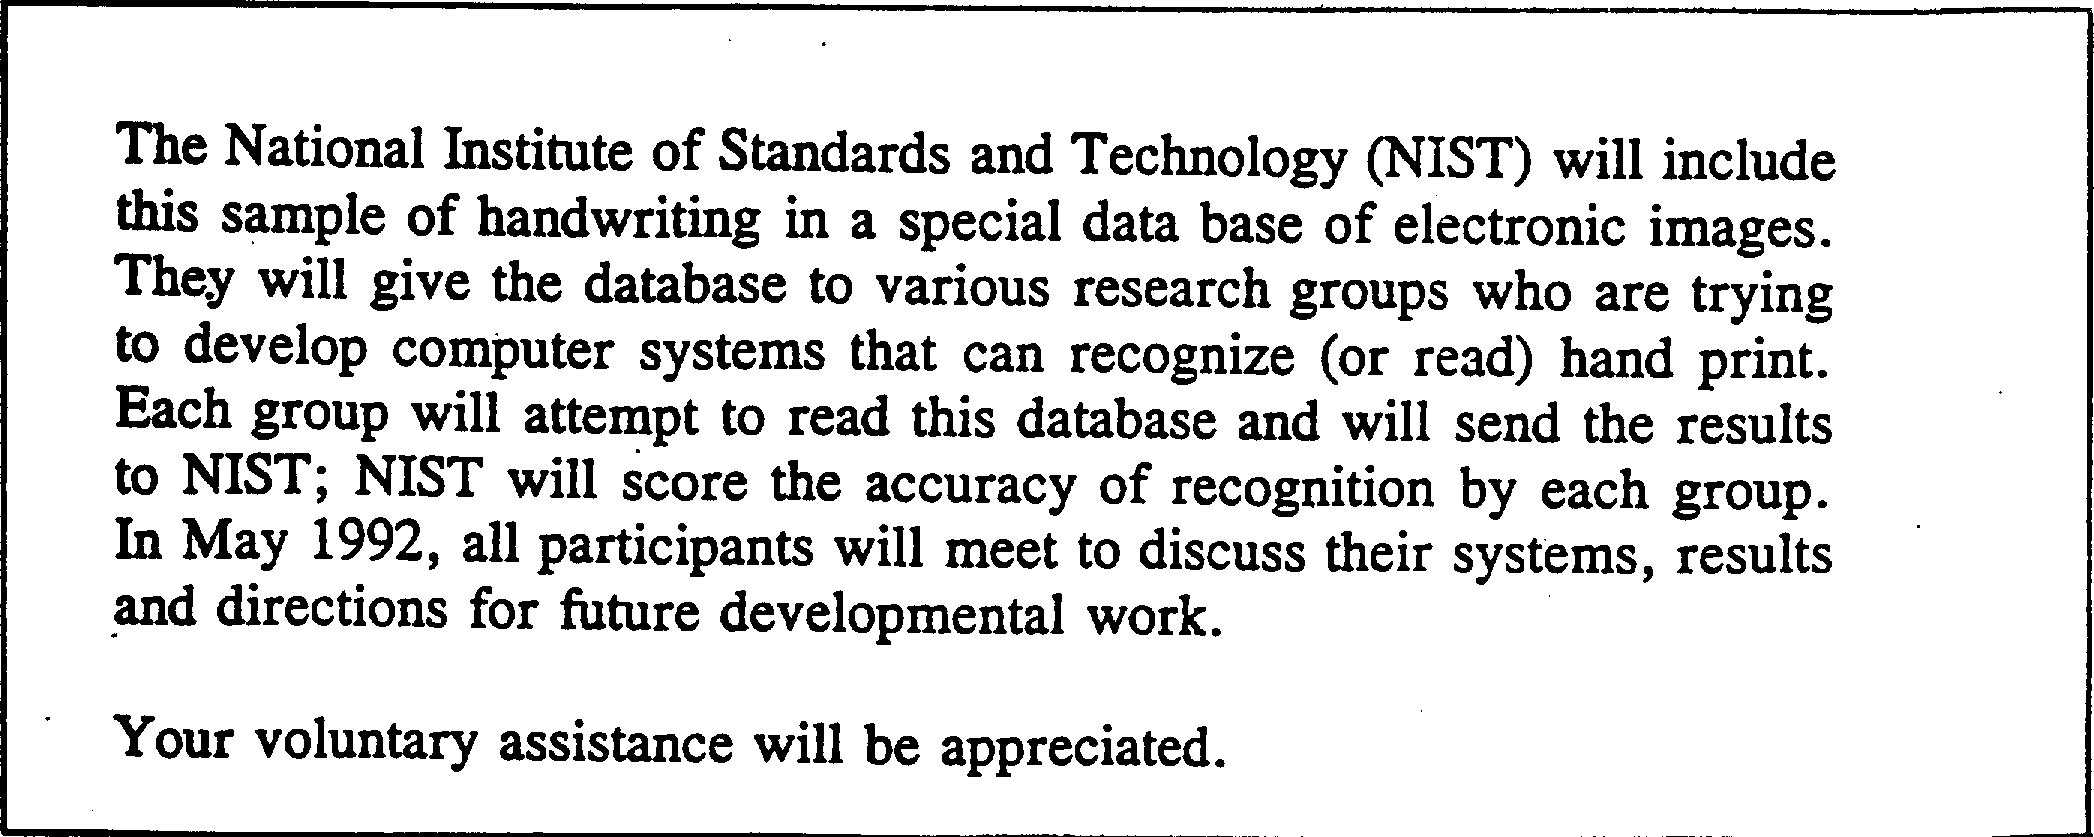 The National Institute of Standards and Technology (NIST) will include
this sample of handwriting in a special data base of electronic images.
They will give the database to various research groups who are trying
to develop computer systems that can recognize (or read) hand print.
Each group will attempt to read this database and will send the results
to NIST; NIST will score the accuracy of recognition by each group.
In May 1992, all participants will meet to discuss their systems, results
and directions for future developmental work.
Your voluntary assistance will be appreciated.